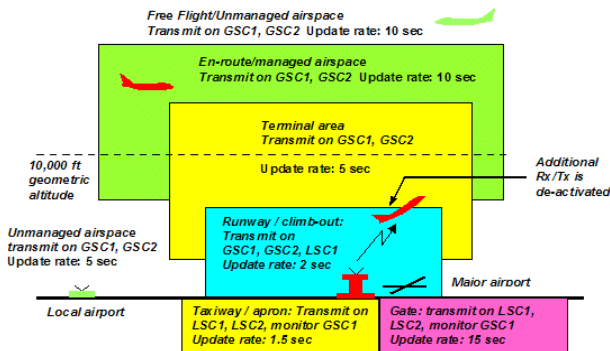 Free Flight/Unmanaged airspace
Transmit on GSC1, GSC2 Update rate: 10 sec
En-route/managed airspace
Transmit on GSC1, GSC2 Update rate: 10 sec
Terminal area
Transmit on GSC1, GSC2
10,000 ft
geometric
altitude
Update rate: 5 sec
Additional
Rx/Tx is
de-activated
Unmanaged airspace
transmit on GSC1, GSC2
Update rate: 5 sec
Runway / climb-out:
Transmit on
GSC1, GSC2, LSC1
Update rate: 2 sec
Local airport
Maior airport
Taxiway / apron: Transmit on
LSC1, LSC2, monitor GSC1
Update rate: 1.5 sec
Gate: transmit on LSC1,
LSC2, monitor GSC1
Update rate: 15 sec